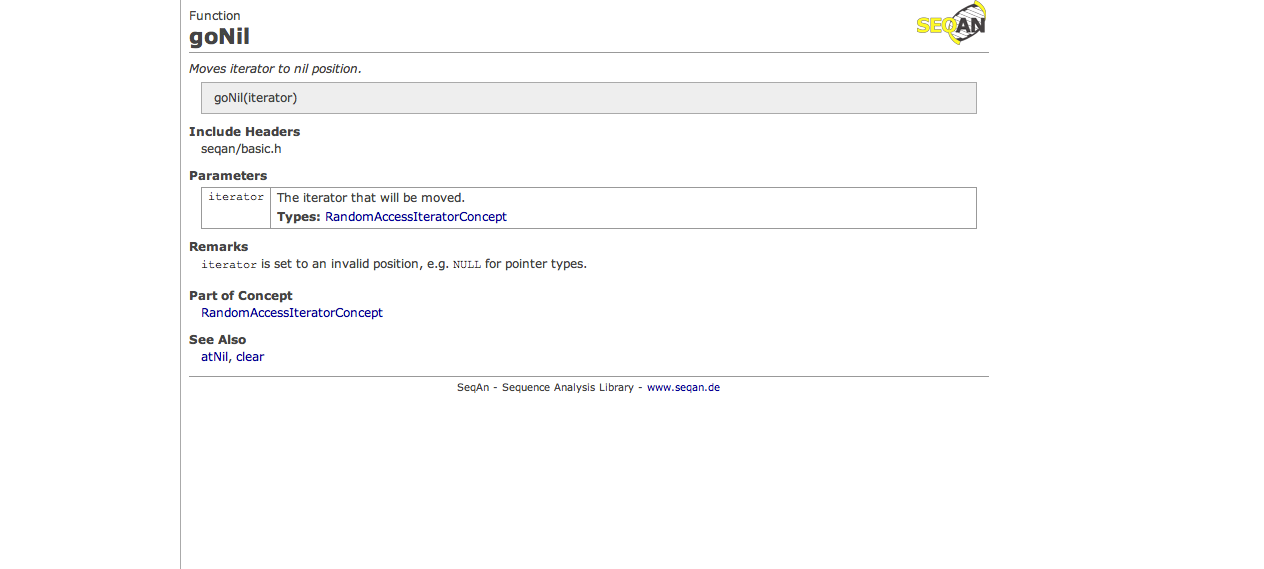 Function
goNil
SEQAN
Moves iterator to nil position.
goNil(iterator)
Include Headers
seqan/basic.h
Parameters
iterator The iterator that will be moved.
Types: RandomAccessIteratorConcept
Remarks
iterator is set to an invalid position, e.g. NULL for pointer types.
Part of Concept
RandomAccessIteratorConcept
See Also
atNil, clear
SeqAn - Sequence Analysis Library - www.seqan.de